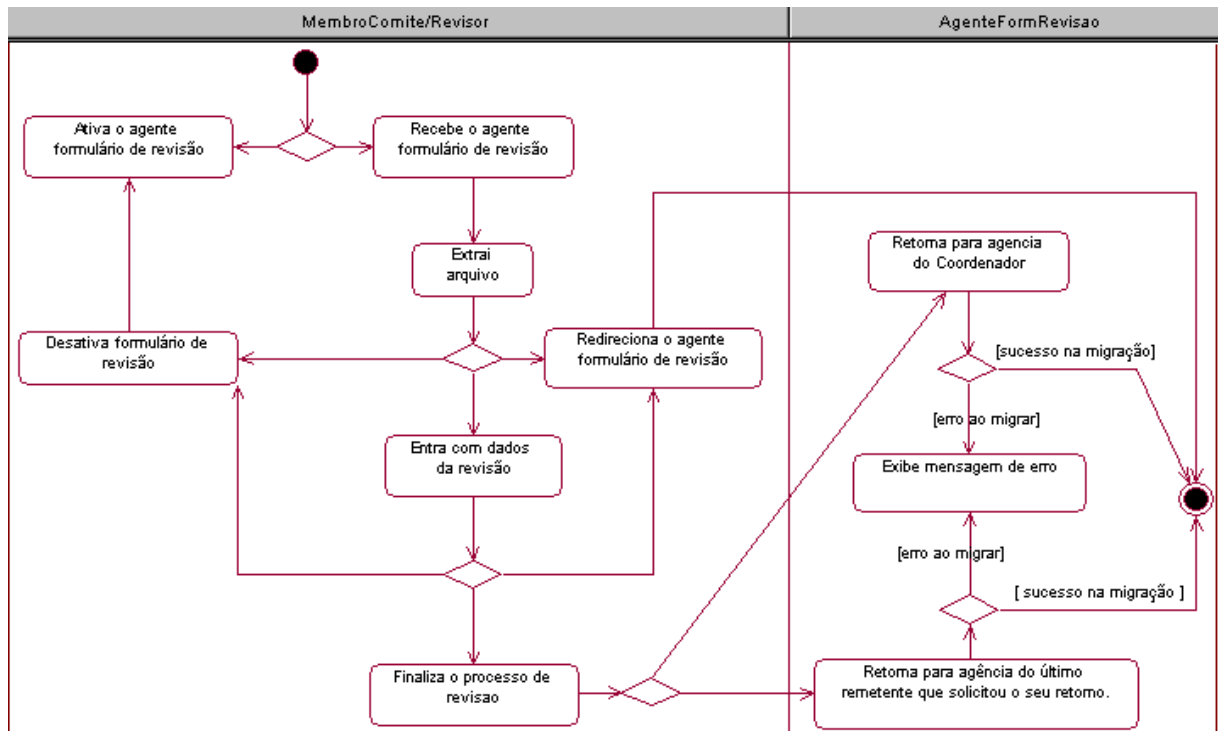 MembroComite/Revisor
AgenteFormRevisao
Ativa o agente
formulário de revisão
Recebe o agente
formulário de revisão
Extrai
arquivo
Retorna para agencia
do Coordenador
Desativa formulário de
revisão
Redireciona o agente
formulário de revisão
[sucesso na migração]
[erro ao migrar]
Entra com dados
da revisão
Exibe mensagem de erro
[erro ao migrar]
[ sucesso na migração ]
Finaliza o processo de
revisao
Retorna para agência do último
remetente que solicitou o seu retorno.